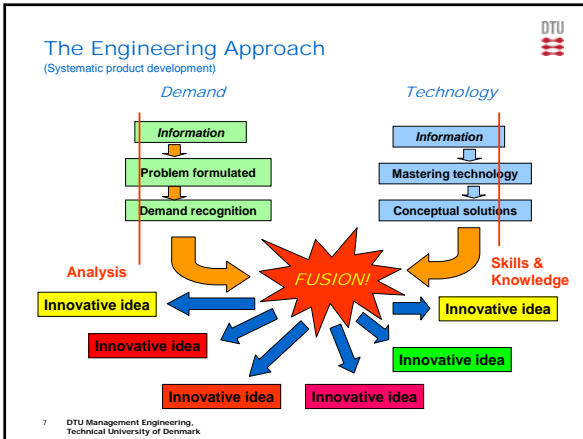 DTU
The Engineering Approach
(Systematic product development)
Demand
Technology
Information
Problem formulated
Demand recognition
Information
Mastering technology
Conceptual solutions
Analysis
FUSION!
Skills &
Knowledge
Innovative idea
Innovative idea
Innovative idea
Innovative idea
Innovative idea
Innovative idea
7 DTU Management Engineering,
Technical University of Denmark